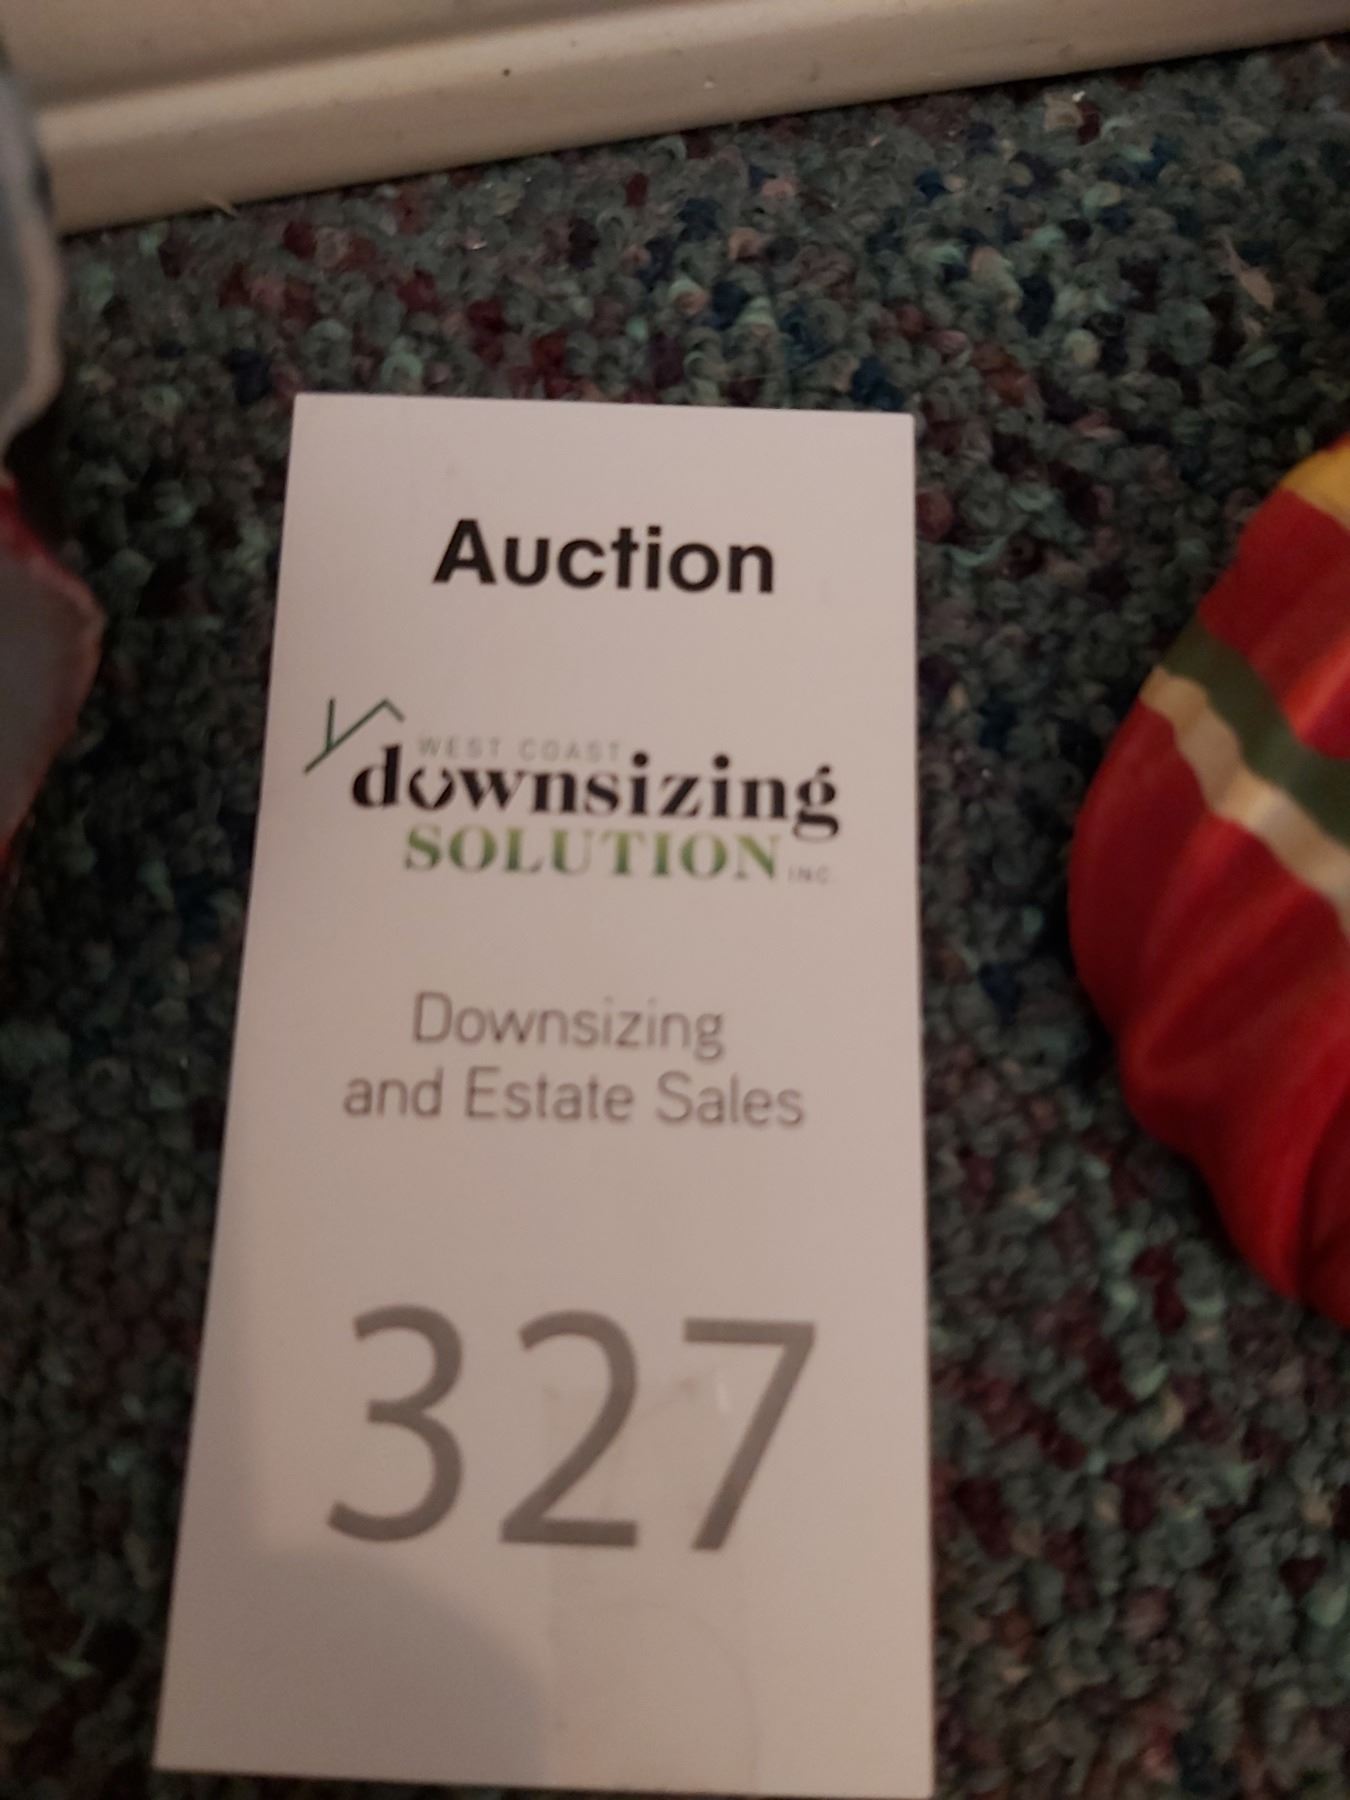 Auction
WEST COAST
downsizing
SOLUTION INC.
Downsizing
and Estate Sales
327